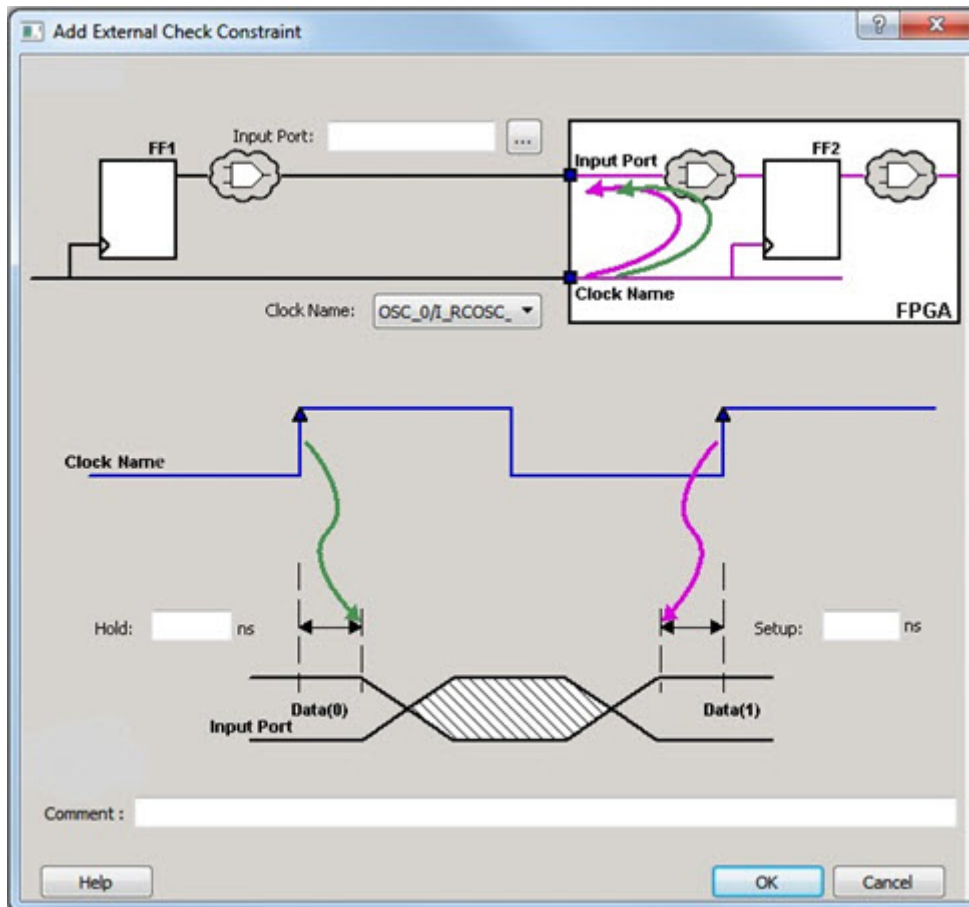 Add External Check Constraint
Input Port:
...
FF1
Input Port
FF2
Clock Name
Clock Name:
OSC_0/I_RCOSC_
FPGA
Clock Name
Hold:
ns
Setup:
ns
Data(0)
Data(1)
Input Port
Comment :
Help
OK
Cancel